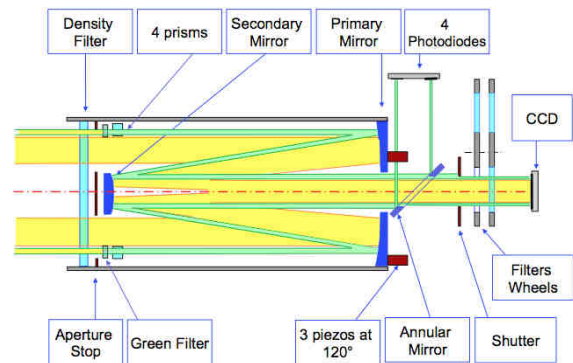 Density
Filter
4 prisms
Secondary
Mirror
Primary
Mirror
4
Photodiodes
CCD
Aperture
Stop
Green Filter
3 piezos at
120°
Annular
Mirror
Shutter
Filters
Wheels